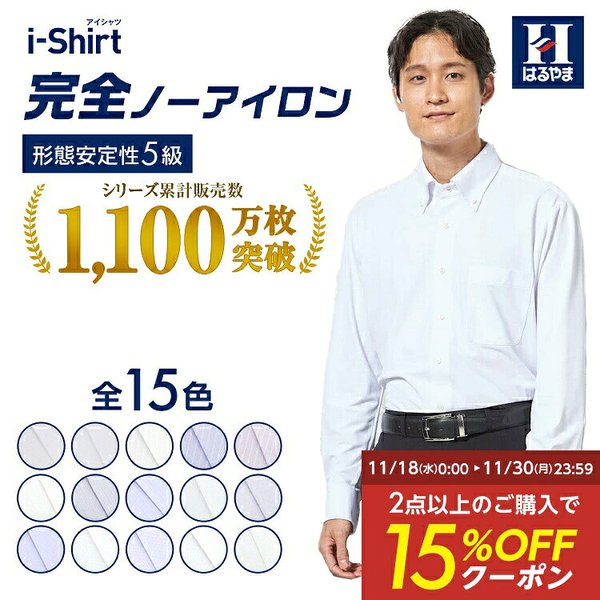 アイシャツ
i-Shirt
完全ノーアイロン
形態安定性5級
シリーズ累計販売数
1,100万枚突破
全15色
H
はるやま
11/18(水)0:00 ▶ 11/30(月)23:59
2点以上のご購入で
15%OFF
クーポン